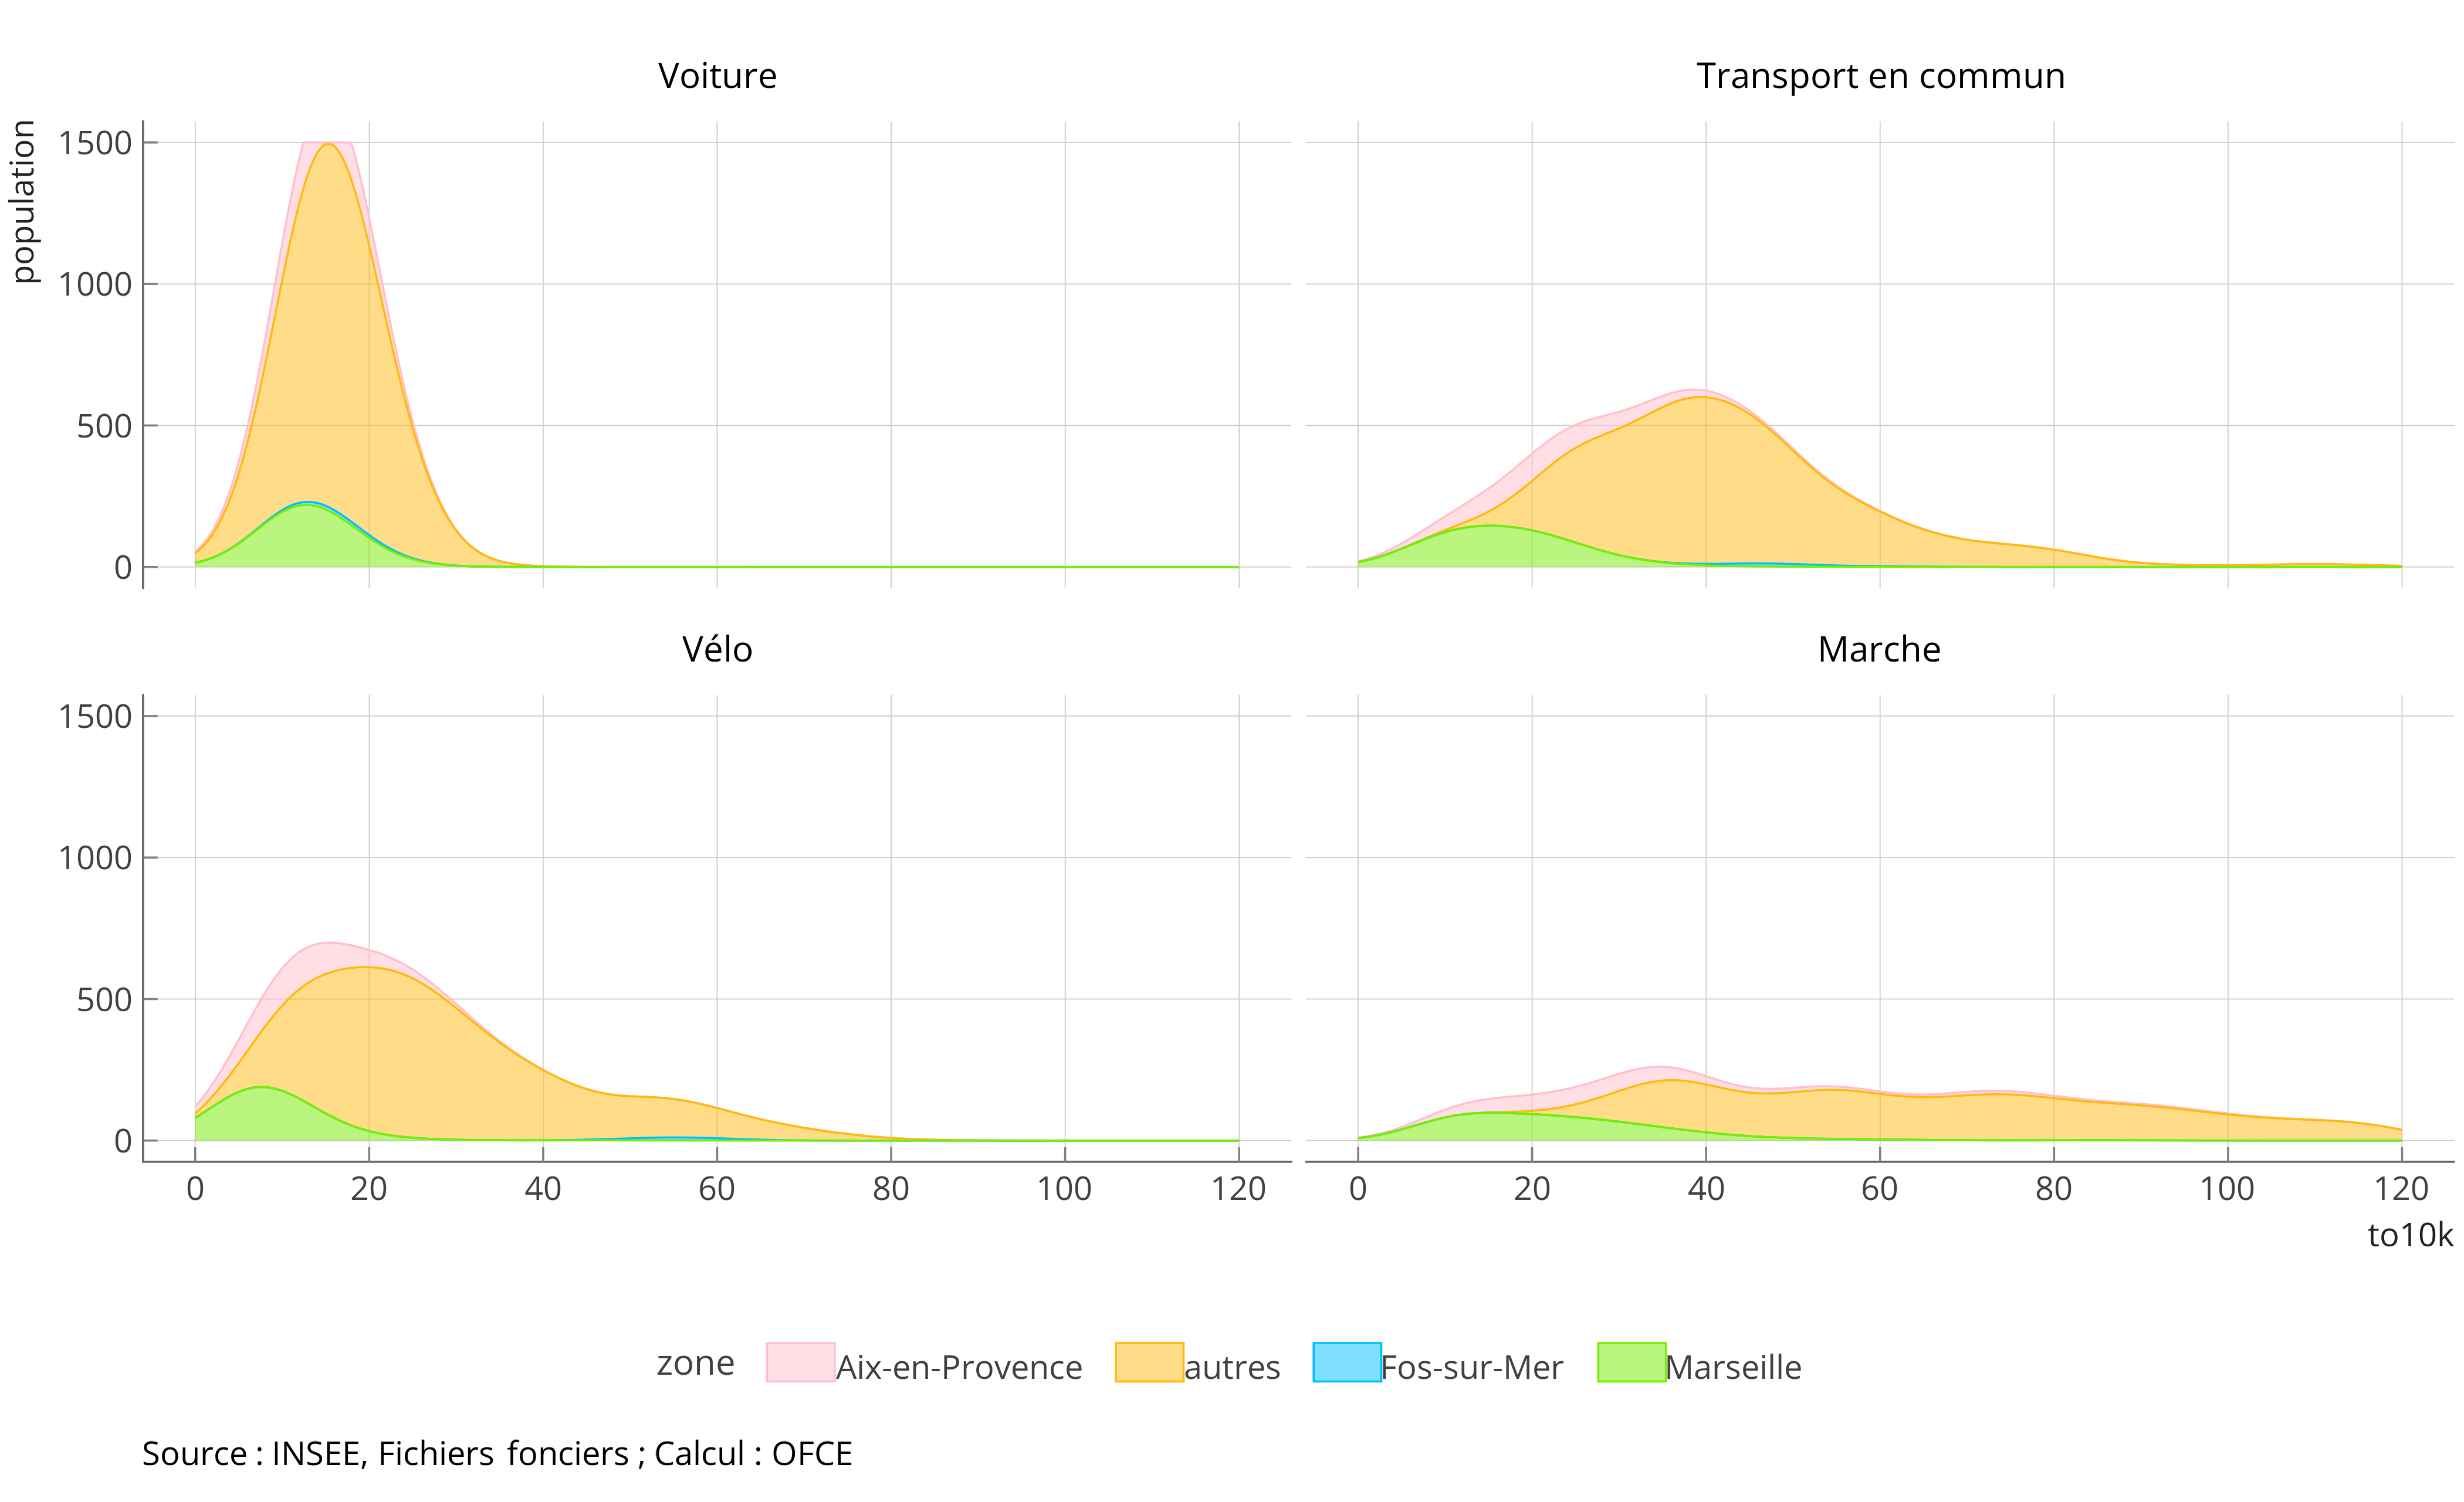 Voiture
Transport en commun
population
1500
1000
500
0
Vélo
Marche
1500
1000
500
0
0 20 40 60 80 100 120
0 20 40 60 80 100 120
to10k
zone Aix-en-Provence autres Fos-sur-Mer Marseille
Source : INSEE, Fichiers fonciers ; Calcul : OFCE